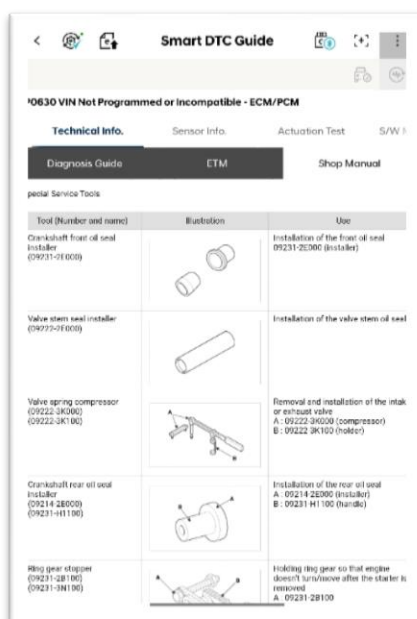 Smart DTC Guide
'0630 VIN Not Programmed or Incompatible - ECM/PCM
Technical Info.
Sensor Info.
Actuation Test
S/W
Diagnosis Guide
ETM
Shop Manual
pecial Service Tools
Tool (Number and name)
Illustration
Use
Crankshaft front oil seal
installer
(09231-2E000)
Installation of the front oil seal
09231-2E000 (installer)
Valve stem seal installer
(09222-2E000)
Installation of the valve stem oil seal
Valve spring compressor
(09222-3K000)
(09222-3K100)
A
B
Removal and installation of the intak
or exhaust valve
A : 09222-3K000 (compressor)
B : 09222-3K100 (holder)
Crankshaft rear oil seal
installer
(09214-2E000)
(09231-H1100)
B
A
Installation of the rear oil seal
A : 09214-2E000 (installer)
B : 09231-H1100 (handle)
Ring gear stopper
(09231-2B100)
(09231-3N100)
A
B
Holding ring gear so that engine
doesn't turn/move after the starter is
removed
A : 09231-2B100